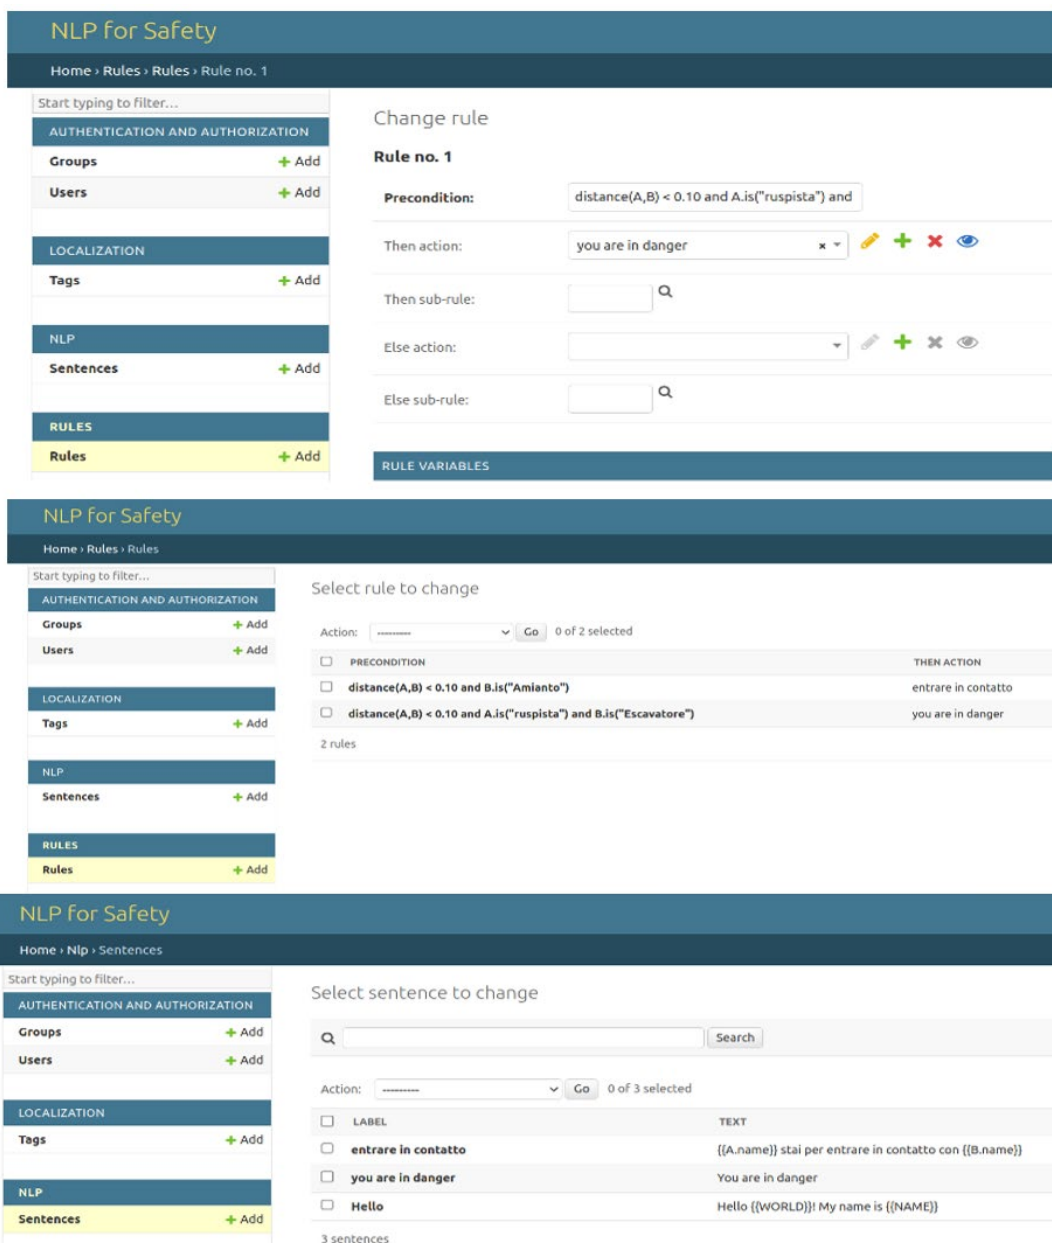 NLP for Safety
Home › Rules › Rules › Rule no. 1
Start typing to filter...
AUTHENTICATION AND AUTHORIZATION
Groups + Add
Users + Add
LOCALIZATION
Tags + Add
NLP
Sentences + Add
RULES
Rules + Add
Change rule
Rule no. 1
Precondition: distance(A,B) < 0.10 and A.is("ruspista") and
Then action: you are in danger
Then sub-rule:
Else action:
Else sub-rule:
RULE VARIABLES
NLP for Safety
Home › Rules › Rules
Start typing to filter...
AUTHENTICATION AND AUTHORIZATION
Groups + Add
Users + Add
LOCALIZATION
Tags + Add
NLP
Sentences + Add
RULES
Rules + Add
Select rule to change
Action: --------- Go 0 of 2 selected
PRECONDITION THEN ACTION
distance(A,B) < 0.10 and B.is("Amianto") entrare in contatto
distance(A,B) < 0.10 and A.is("ruspista") and B.is("Escavatore") you are in danger
2 rules
NLP for Safety
Home › Nlp › Sentences
Start typing to filter...
AUTHENTICATION AND AUTHORIZATION
Groups + Add
Users + Add
LOCALIZATION
Tags + Add
NLP
Sentences + Add
Select sentence to change
Search
Action: --------- Go 0 of 3 selected
LABEL TEXT
entrare in contatto {{A.name}} stai per entrare in contatto con {{B.name}}
you are in danger You are in danger
Hello Hello {{WORLD}}! My name is {{NAME}}
3 sentences